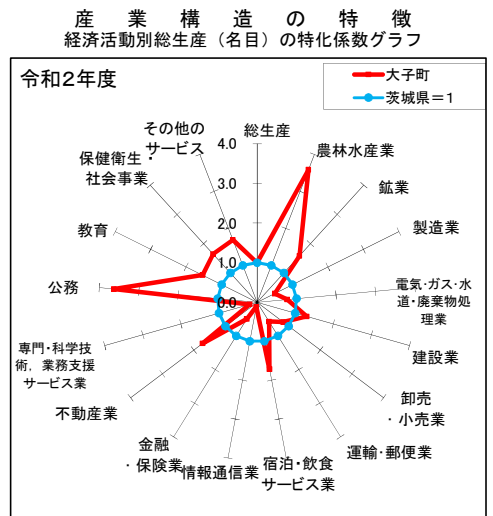 産業構造の特徴
経済活動別総生産（名目）の特化係数グラフ
令和2年度
大子町
茨城県＝1
総生産
農林水産業
鉱業
製造業
電気･ガス･水
道･廃棄物処
理業
建設業
卸売
・小売業
運輸･郵便業
宿泊・飲食
サービス業
情報通信業
金融
・保険業
不動産業
専門・科学技
術，業務支援
サービス業
公務
教育
保健衛生・
社会事業
その他の
サービス
4.0
3.0
2.0
1.0
0.0